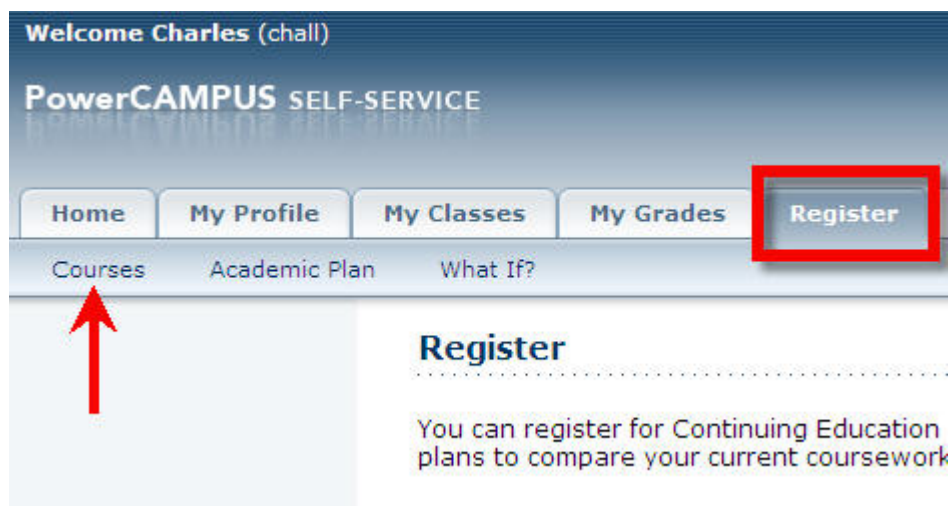 Welcome Charles (chall)
PowerCAMPUS SELF-SERVICE
Home My Profile My Classes My Grades Register
Courses Academic Plan What If?
Register
You can register for Continuing Education
plans to compare your current coursework